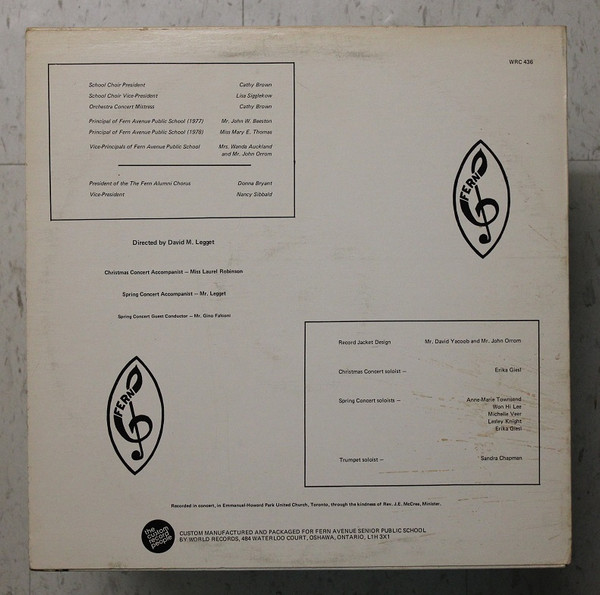 WRC 436
School Choir President Cathy Brown
School Choir Vice-President Lisa Sigglekow
Orchestra Concert Mistress Cathy Brown
Principal of Fern Avenue Public School (1977) Mr. John W. Beeston
Principal of Fern Avenue Public School (1978) Miss Mary E. Thomas
Vice-Principals of Fern Avenue Public School Mrs. Wenda Auckland
and Mr. John Orrom
President of the The Fern Alumni Chorus Donna Bryant
Vice-President Nancy Sibbald
FERN
Directed by David M. Legget
Christmas Concert Accompanist — Miss Laurel Robinson
Spring Concert Accompanist — Mr. Legget
Spring Concert Guest Conductor — Mr. Gino Falconi
Record Jacket Design Mr. David Yacoob and Mr. John Orrom
Christmas Concert soloist — Erika Giesl
Spring Concert soloists — Anne-Marie Townsend
Won Hi Lee
Michelle Veer
Lesley Knight
Erika Giesl
Trumpet soloist — Sandra Chapman
FERN
Recorded in concert, in Emmanuel-Howard Park United Church, Toronto, through the kindness of Rev. J.E. McCrea, Minister.
the custom record people
CUSTOM MANUFACTURED AND PACKAGED FOR FERN AVENUE SENIOR PUBLIC SCHOOL
BY WORLD RECORDS, 484 WATERLOO COURT, OSHAWA, ONTARIO, L1H 3X1